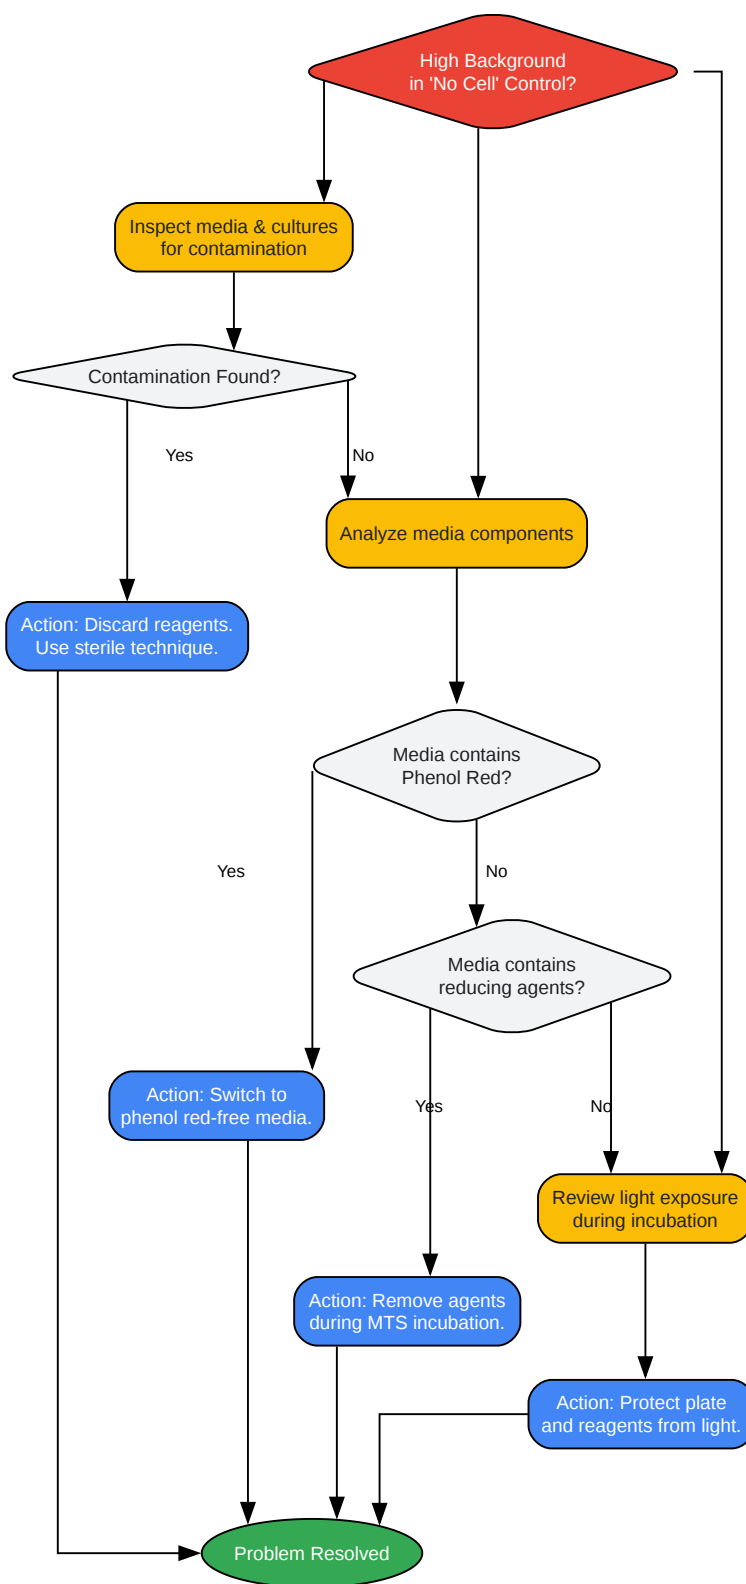 High Background
in 'No Cell' Control?
Inspect media & cultures
for contamination
Contamination Found?
Yes
No
Analyze media components
Action: Discard reagents.
Use sterile technique.
Media contains
Phenol Red?
Yes
No
Media contains
reducing agents?
Action: Switch to
phenol red-free media.
Yes
No
Review light exposure
during incubation
Action: Remove agents
during MTS incubation.
Action: Protect plate
and reagents from light.
Problem Resolved